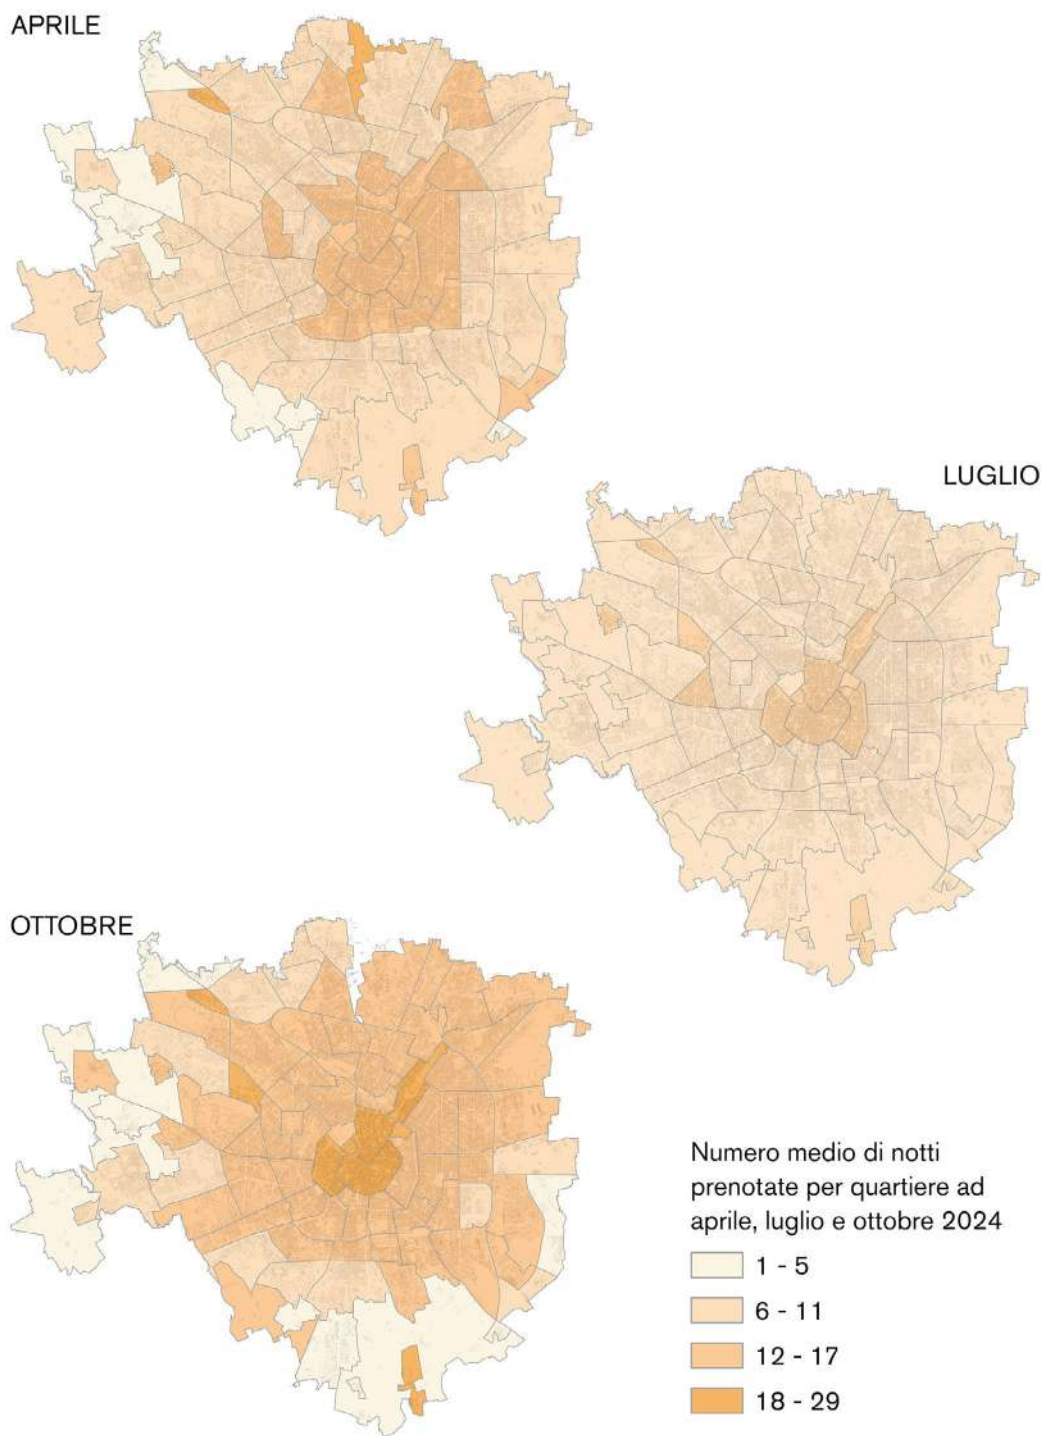 APRILE
LUGLIO
OTTOBRE
Numero medio di notti
prenotate per quartiere ad
aprile, luglio e ottobre 2024
1 - 5
6 - 11
12 - 17
18 - 29